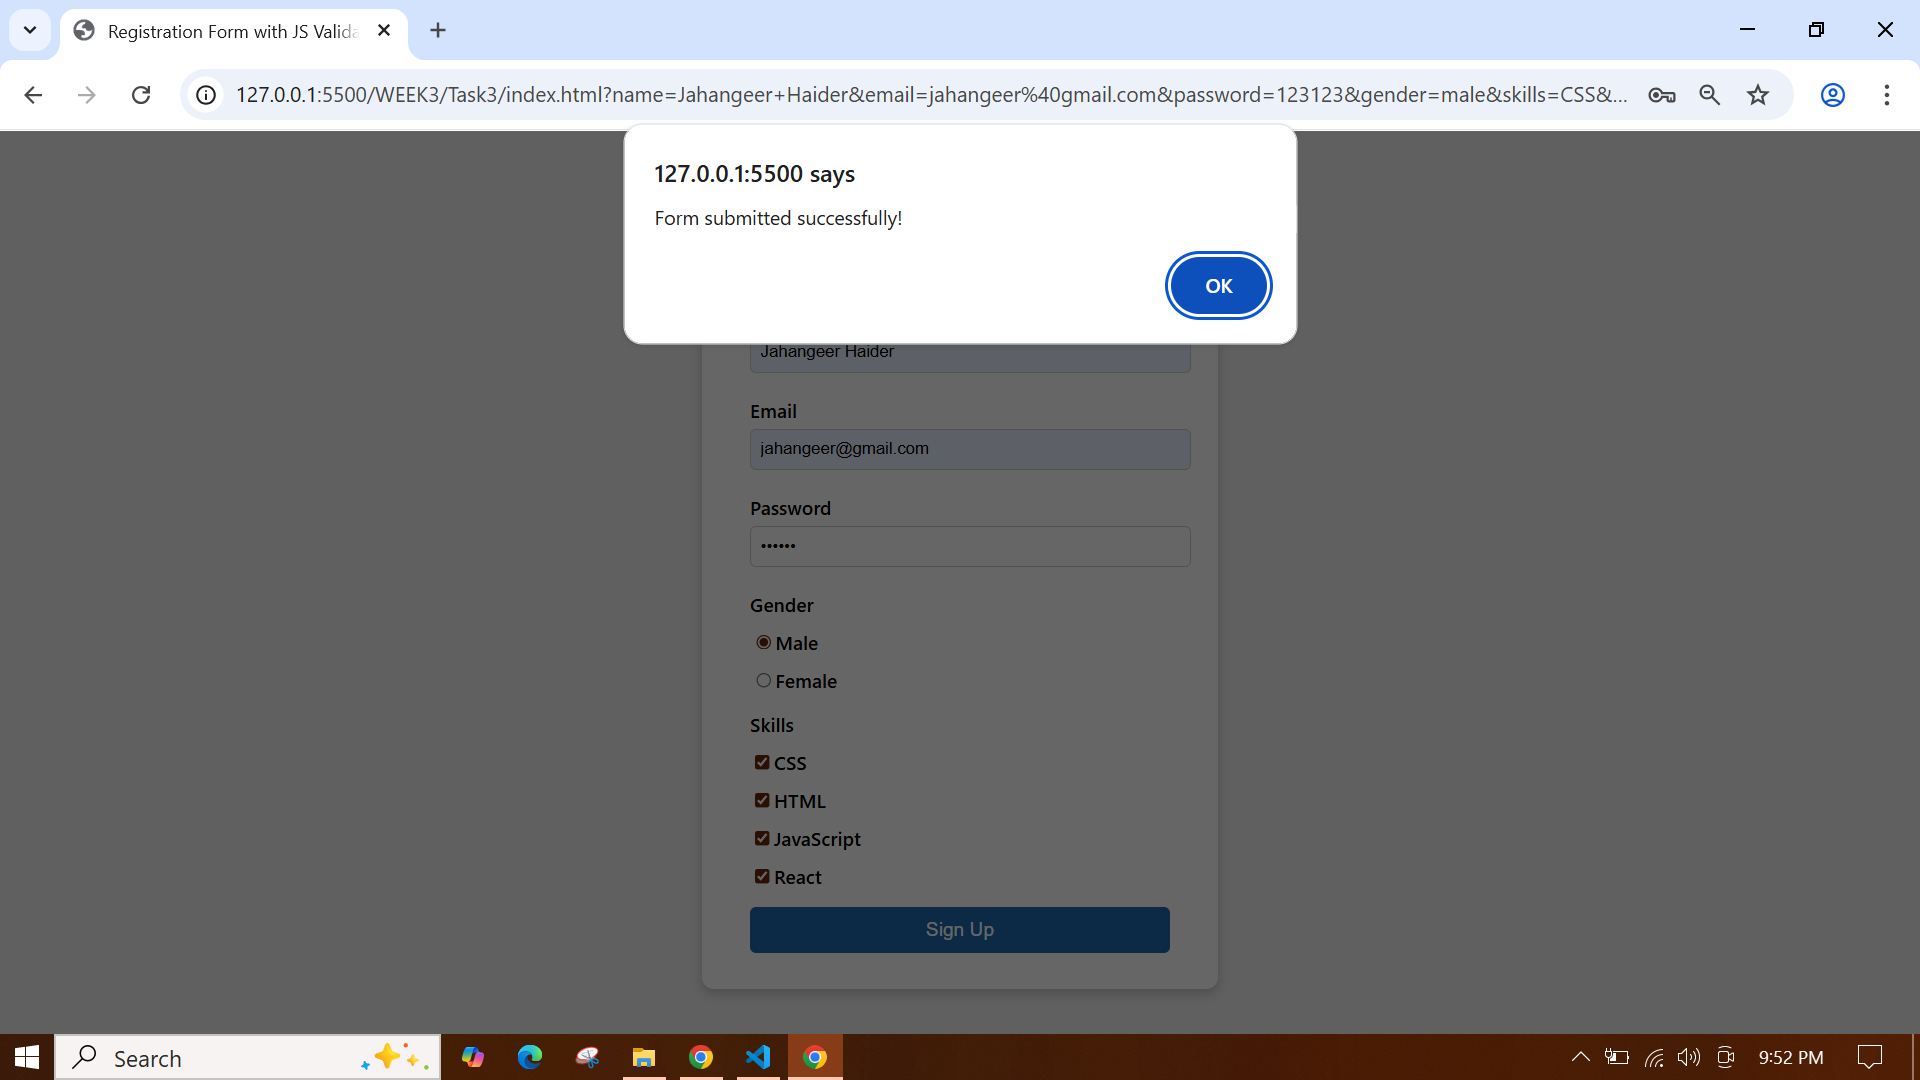 Registration Form with JS Valida
127.0.0.1:5500/WEEK3/Task3/index.html?name=Jahangeer+Haider&email=jahangeer%40gmail.com&password=123123&gender=male&skills=CSS&...
127.0.0.1:5500 says
Form submitted successfully!
OK
Jahangeer Haider
Email
jahangeer@gmail.com
Password
••••••
Gender
Male
Female
Skills
CSS
HTML
JavaScript
React
Sign Up
Search
9:52 PM